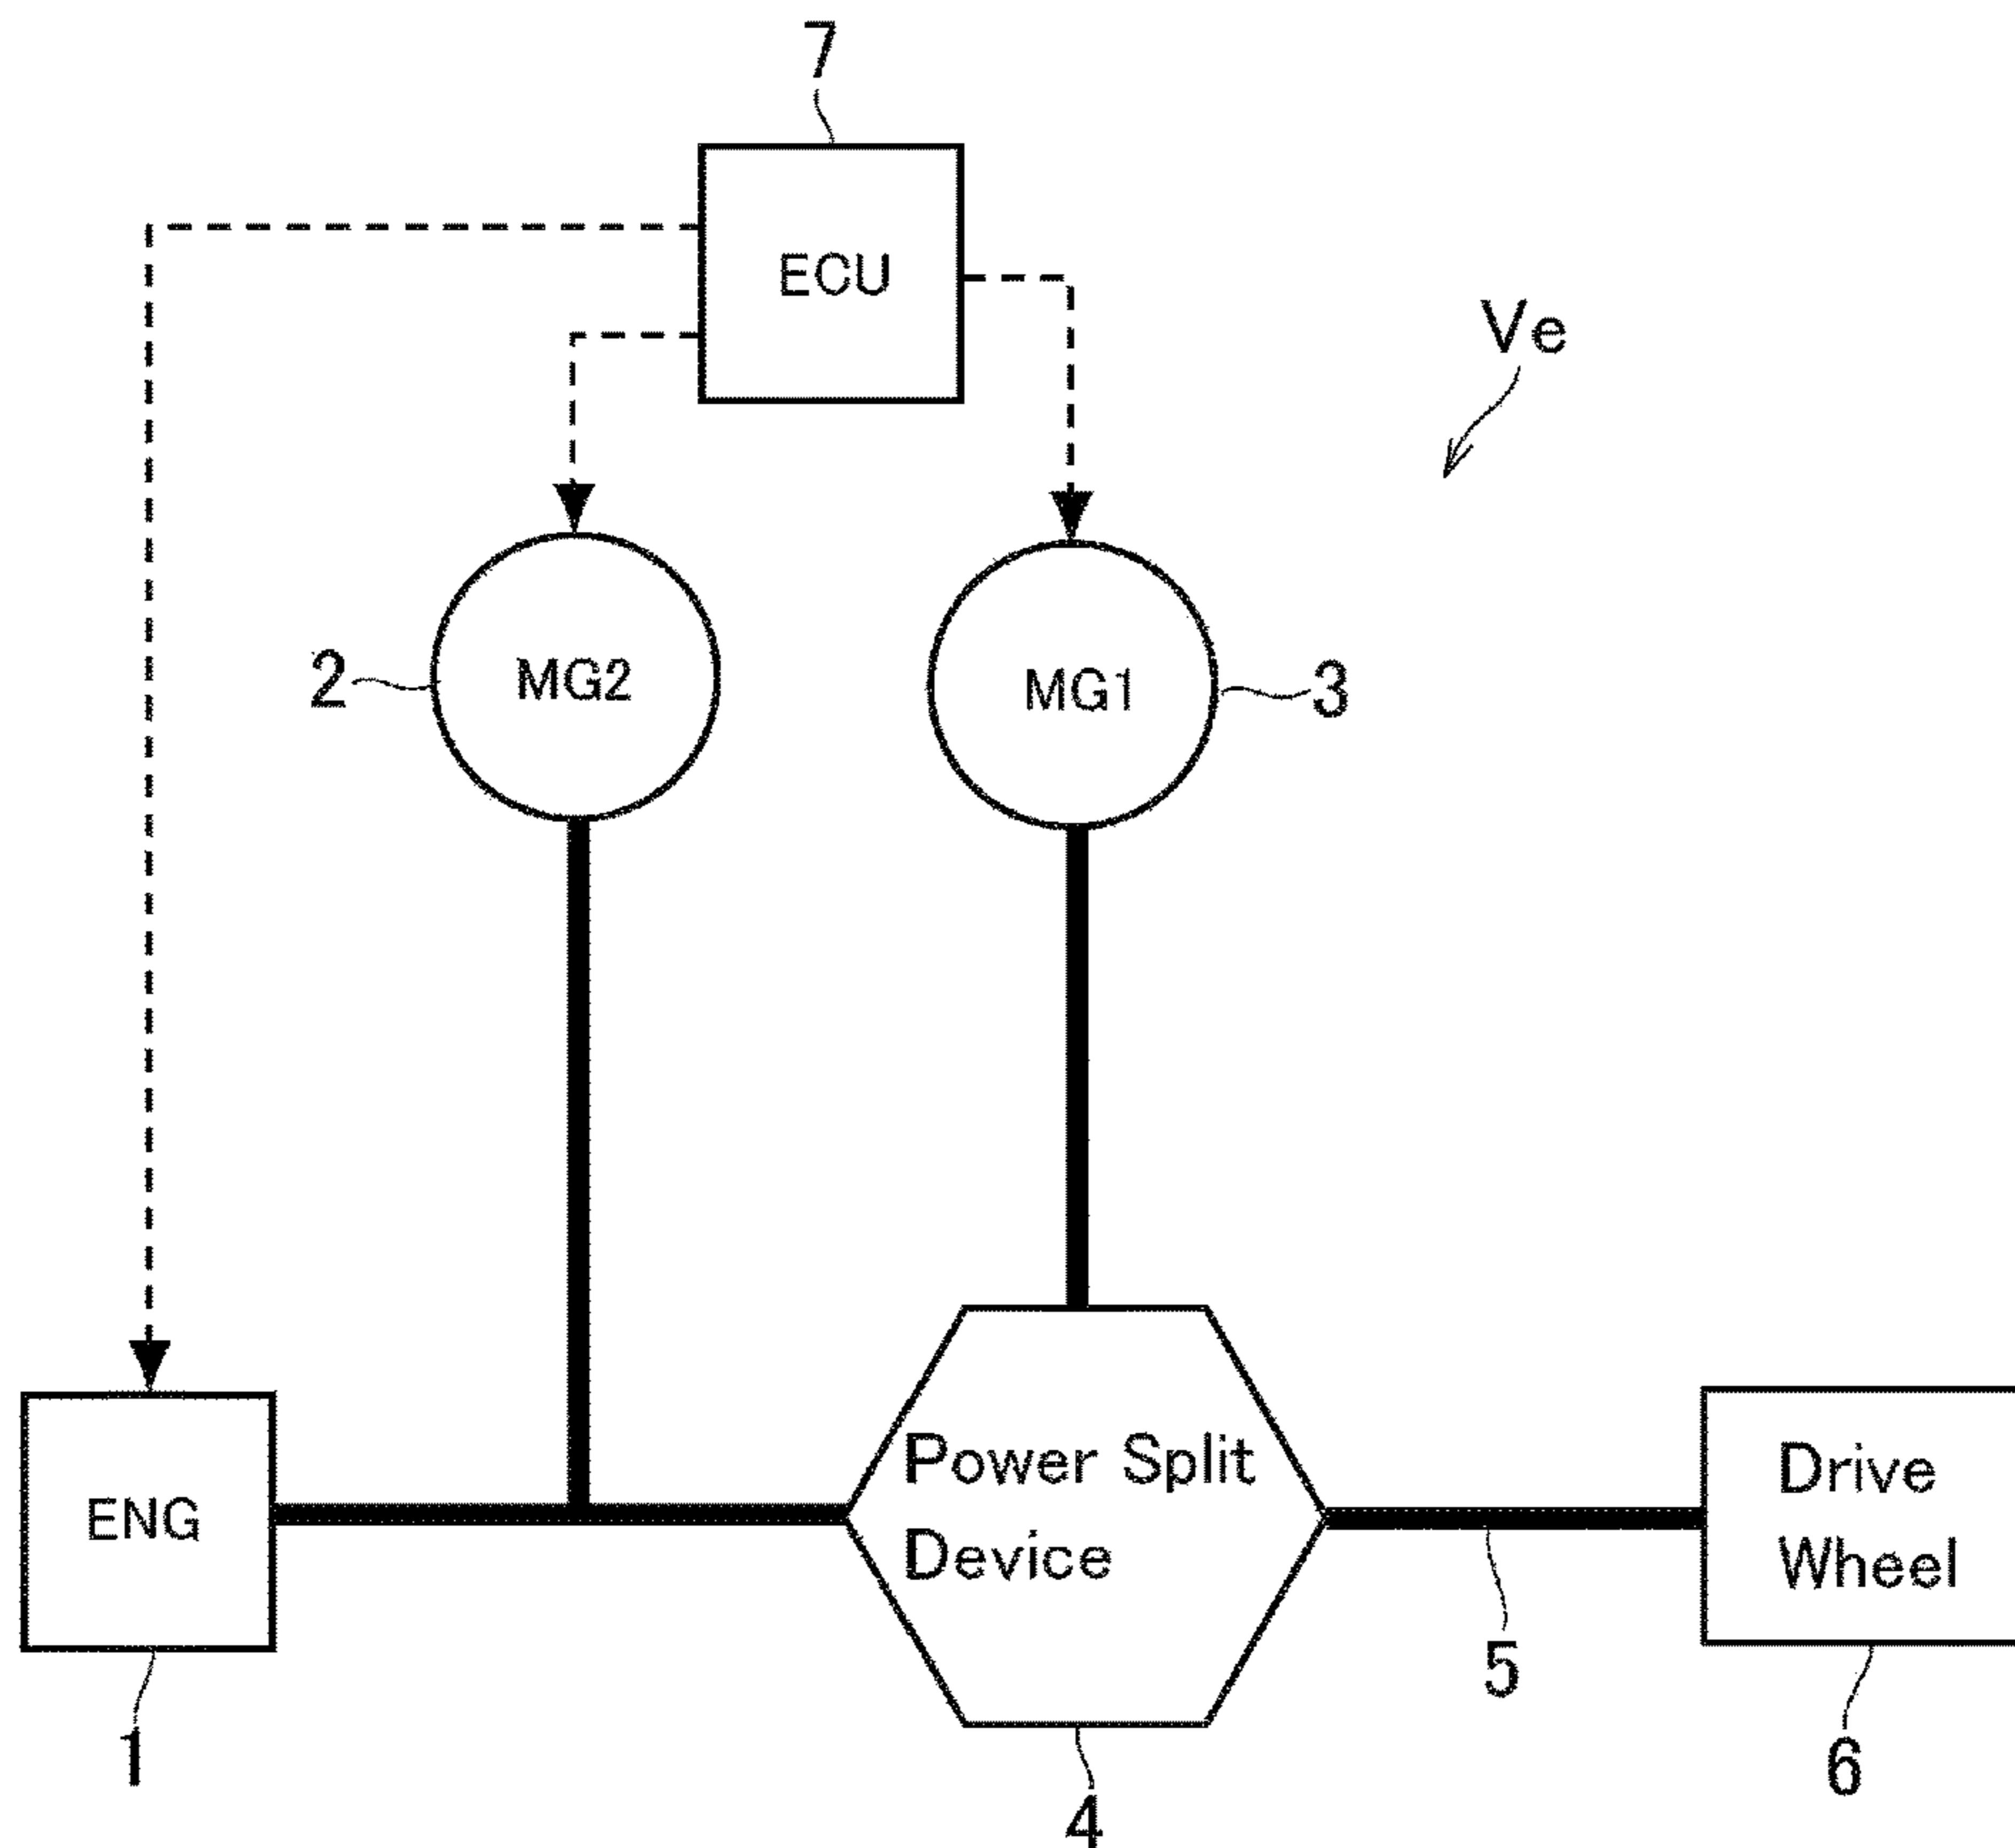 7
ECU
Ve
2
MG2
MG1
3
ENG
Power Split
Device
Drive
Wheel
5
1
4
6